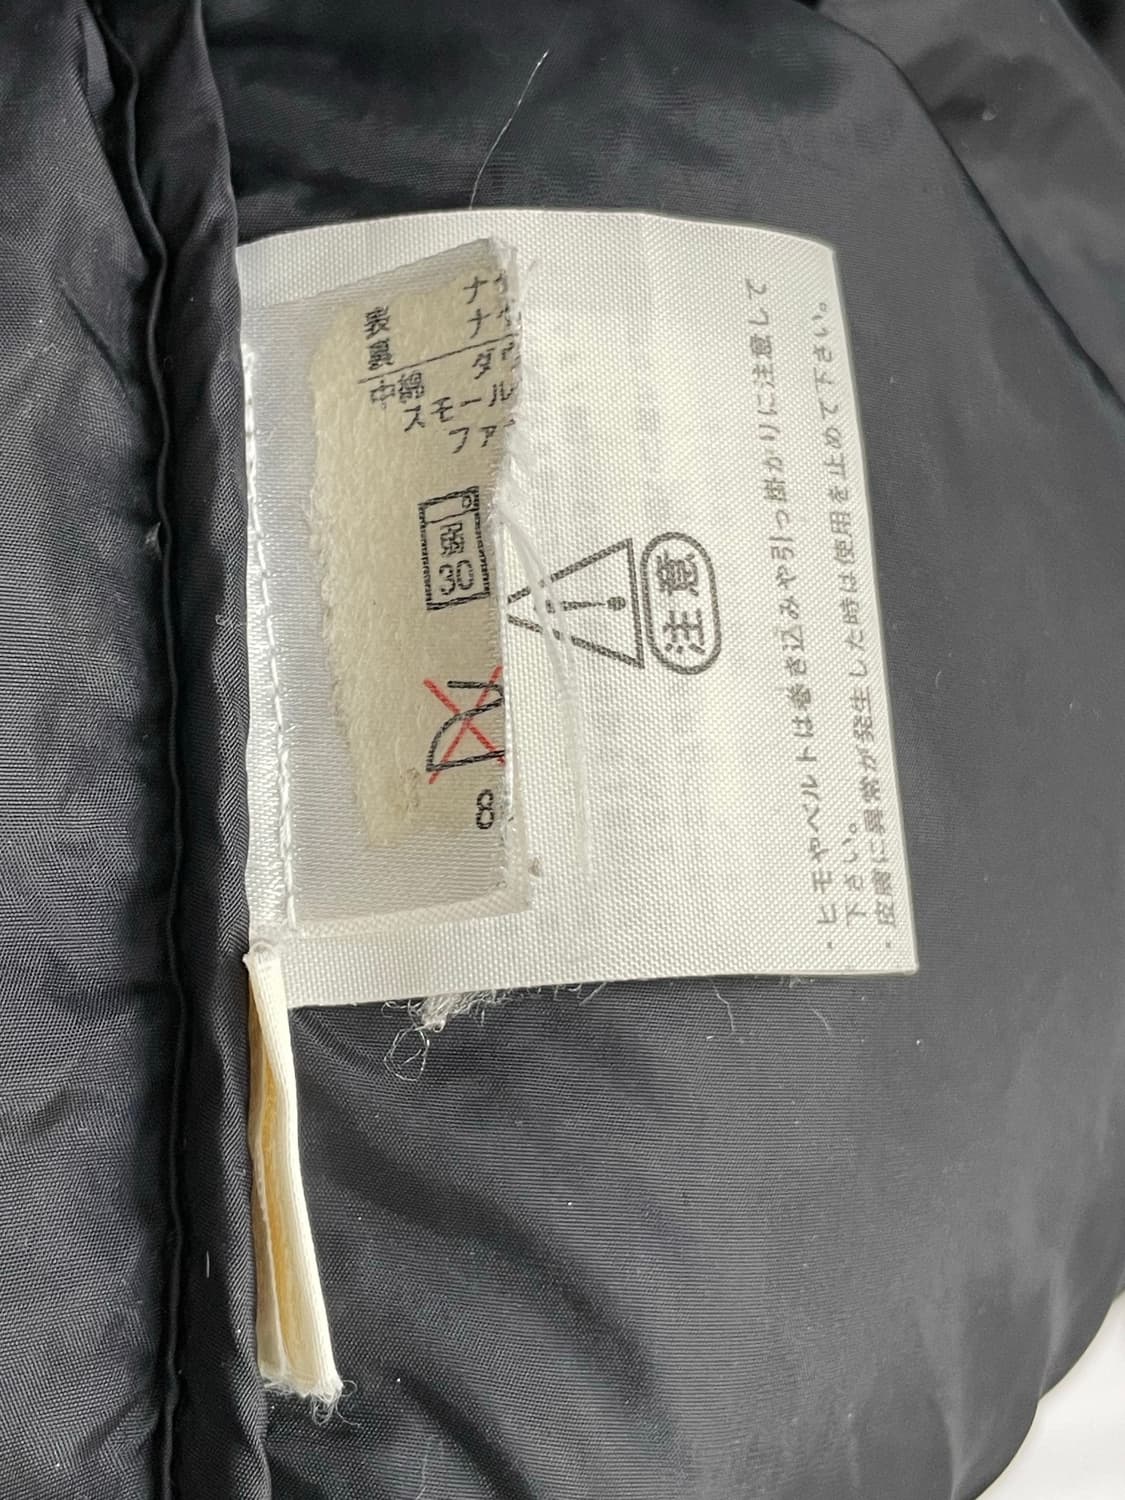 表
裏
中綿 ダ
スモール
ファ
弱
30
8
注意
・ヒモやベルトは巻き込みや引っ掛かりに注意して
下さい。
・皮膚に異常が発生した時は使用を止めて下さい。